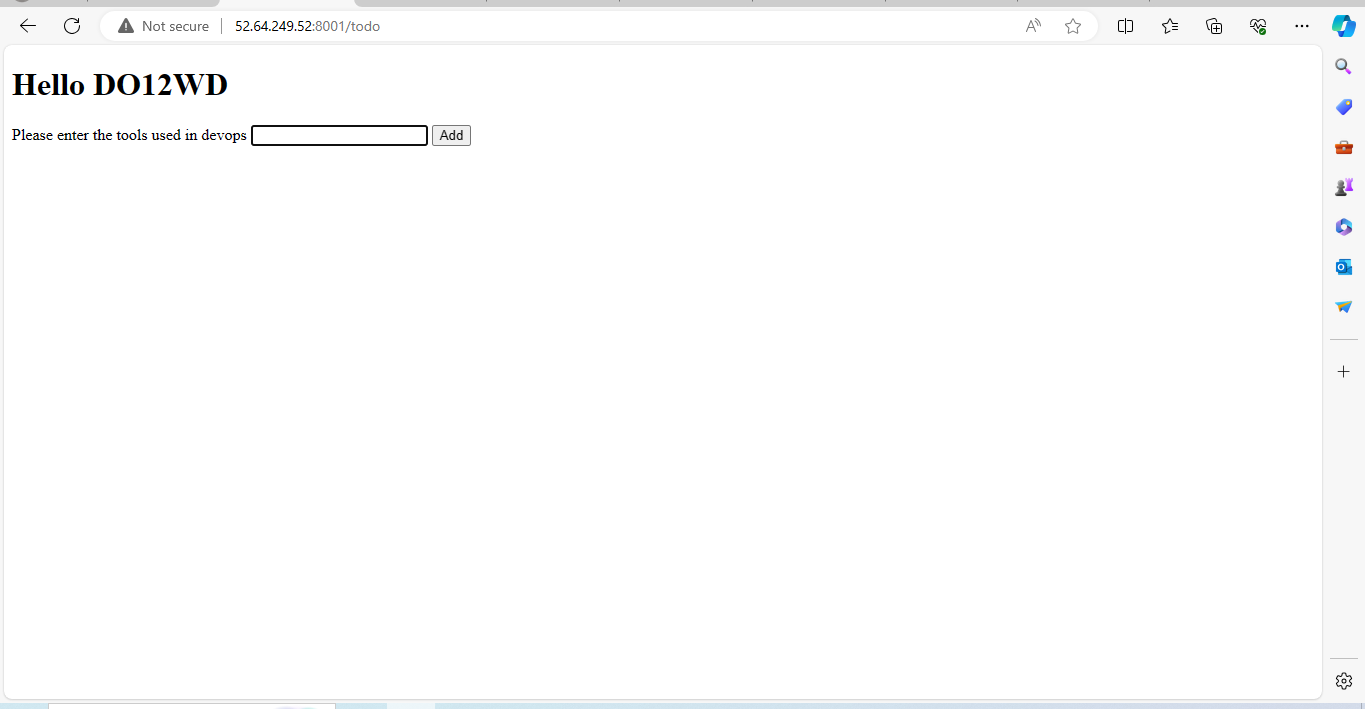 Not secure 52.64.249.52:8001/todo
Hello DO12WD
Please enter the tools used in devops Add